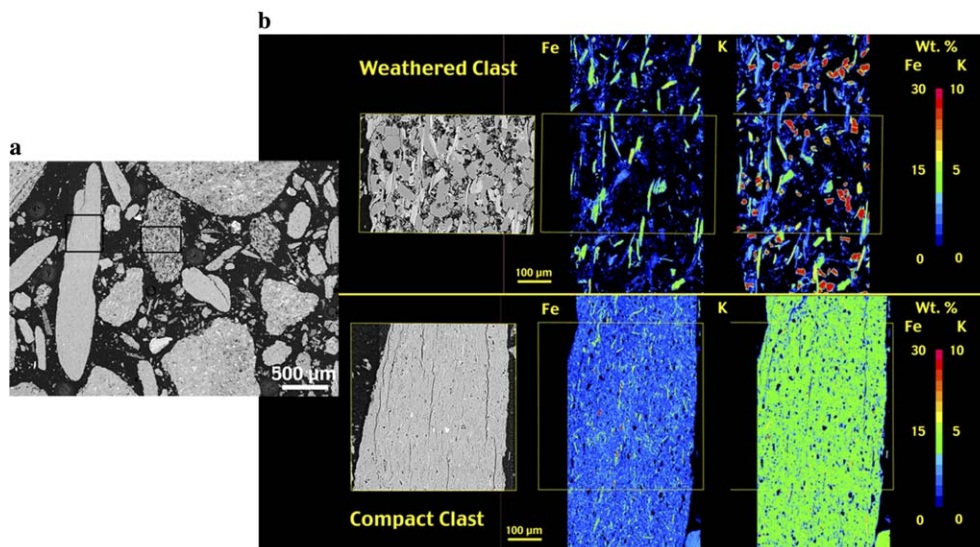 b
Weathered Clast
Fe
K
Wt. %
Fe K
30 10
15 5
0 0
100 µm
a
500 µm
Fe
K
Wt. %
Fe K
30 10
15 5
0 0
Compact Clast
100 µm